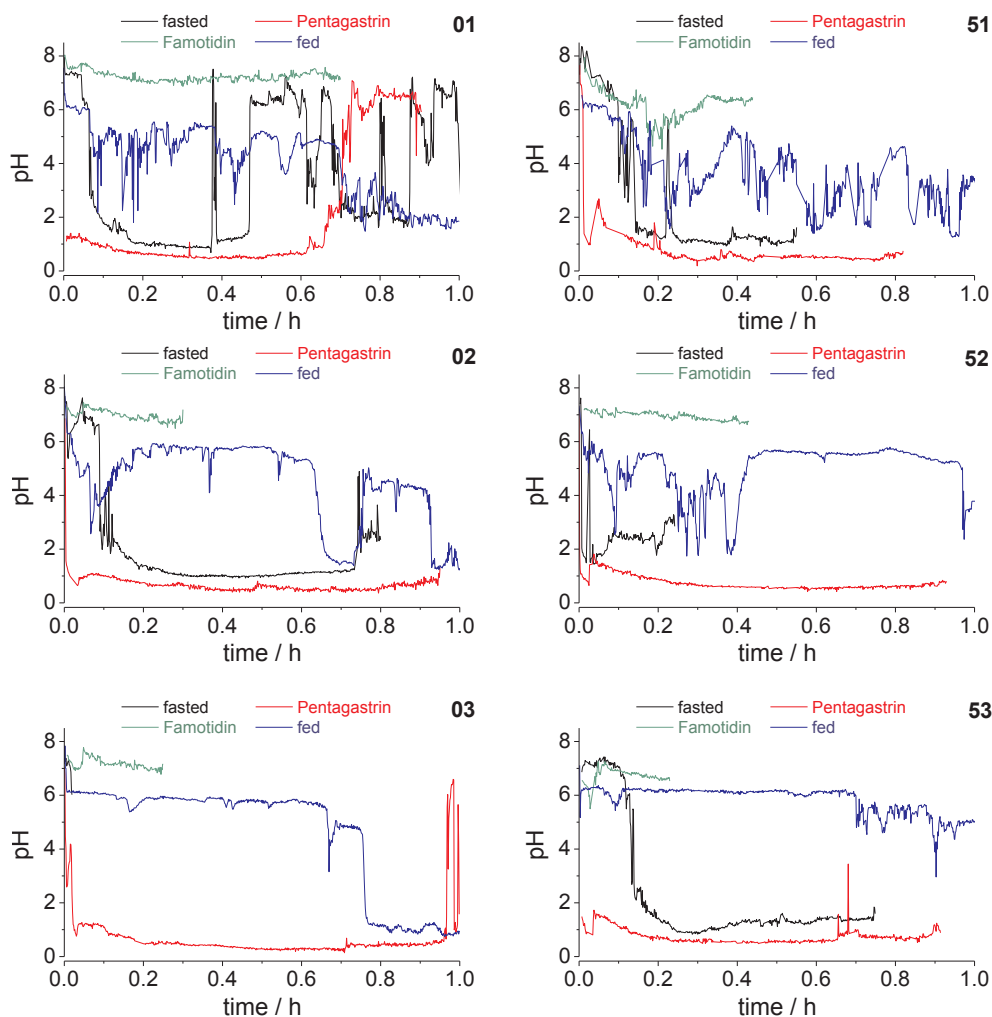 fasted Pentagastrin 01
Famotidin fed
8
6
4
2
0
pH
0.0 0.2 0.4 0.6 0.8 1.0
time / h
fasted Pentagastrin 51
Famotidin fed
8
6
4
2
0
pH
0.0 0.2 0.4 0.6 0.8 1.0
time / h
fasted Pentagastrin 02
Famotidin fed
8
6
4
2
0
pH
0.0 0.2 0.4 0.6 0.8 1.0
time / h
fasted Pentagastrin 52
Famotidin fed
8
6
4
2
0
pH
0.0 0.2 0.4 0.6 0.8 1.0
time / h
fasted Pentagastrin 03
Famotidin fed
8
6
4
2
0
pH
0.0 0.2 0.4 0.6 0.8 1.0
time / h
fasted Pentagastrin 53
Famotidin fed
8
6
4
2
0
pH
0.0 0.2 0.4 0.6 0.8 1.0
time / h